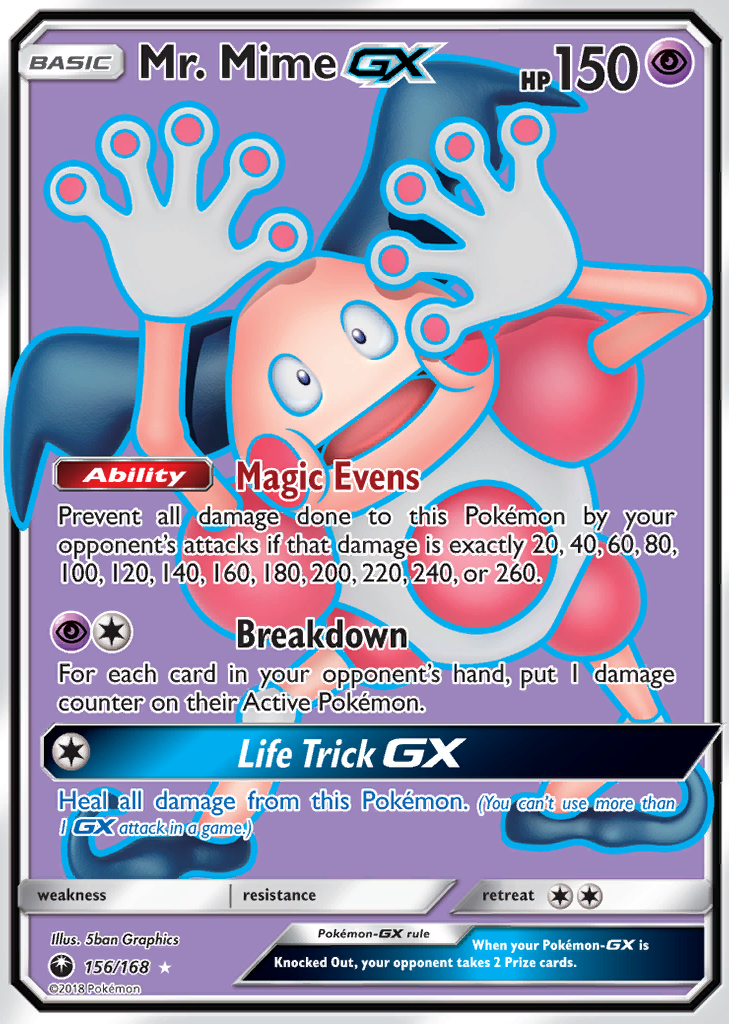 BASIC Mr. Mime GX HP 150
Ability Magic Evens
Prevent all damage done to this Pokémon by your
opponent's attacks if that damage is exactly 20, 40, 60, 80,
100, 120, 140, 160, 180, 200, 220, 240, or 260.
Breakdown
For each card in your opponent's hand, put 1 damage
counter on their Active Pokémon.
Life Trick GX
Heal all damage from this Pokémon. (You can't use more than
1 GX attack in a game.)
weakness resistance retreat
Illus. 5ban Graphics
156/168
©2018 Pokémon
Pokémon-GX rule
When your Pokémon-GX is
Knocked Out, your opponent takes 2 Prize cards.